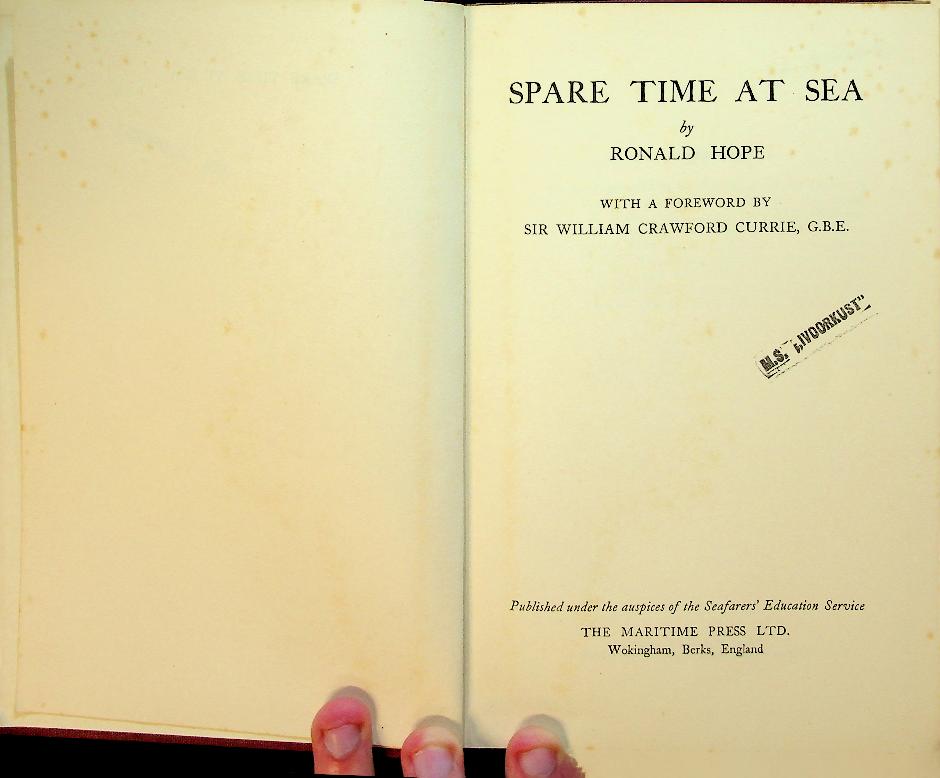 SPARE TIME AT SEA
by
RONALD HOPE
WITH A FOREWORD BY
SIR WILLIAM CRAWFORD CURRIE, G.B.E.
M.S. „IVOORKUST”
Published under the auspices of the Seafarers' Education Service
THE MARITIME PRESS LTD.
Wokingham, Berks, England